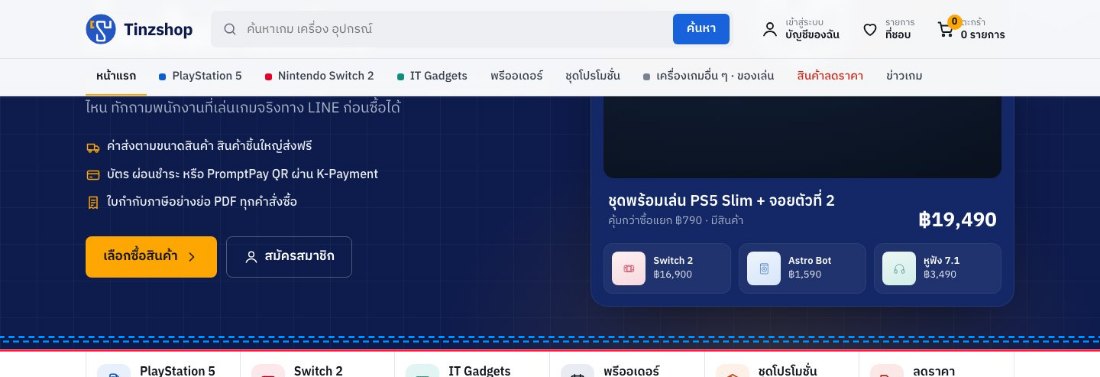 Tinzshop
ค้นหาเกม เครื่อง อุปกรณ์
ค้นหา
เข้าสู่ระบบ
บัญชีของฉัน
รายการ
ที่ชอบ
0
ตะกร้า
0 รายการ
หน้าแรก
PlayStation 5
Nintendo Switch 2
IT Gadgets
พรีออเดอร์
ชุดโปรโมชั่น
เครื่องเกมอื่น ๆ · ของเล่น
สินค้าลดราคา
ข่าวเกม
ไหน ทักถามพนักงานที่เล่นเกมจริงทาง LINE ก่อนซื้อได้
ค่าส่งตามขนาดสินค้า สินค้าชิ้นใหญ่ส่งฟรี
บัตร ผ่อนชำระ หรือ PromptPay QR ผ่าน K-Payment
ใบกำกับภาษีอย่างย่อ PDF ทุกคำสั่งซื้อ
เลือกซื้อสินค้า
สมัครสมาชิก
ชุดพร้อมเล่น PS5 Slim + จอยตัวที่ 2
คุ้มกว่าซื้อแยก ฿790 · มีสินค้า
฿19,490
Switch 2
฿16,900
Astro Bot
฿1,590
หูฟัง 7.1
฿3,490
PlayStation 5
Switch 2
IT Gadgets
พรีออเดอร์
ชุดโปรโมชั่น
ลดราคา